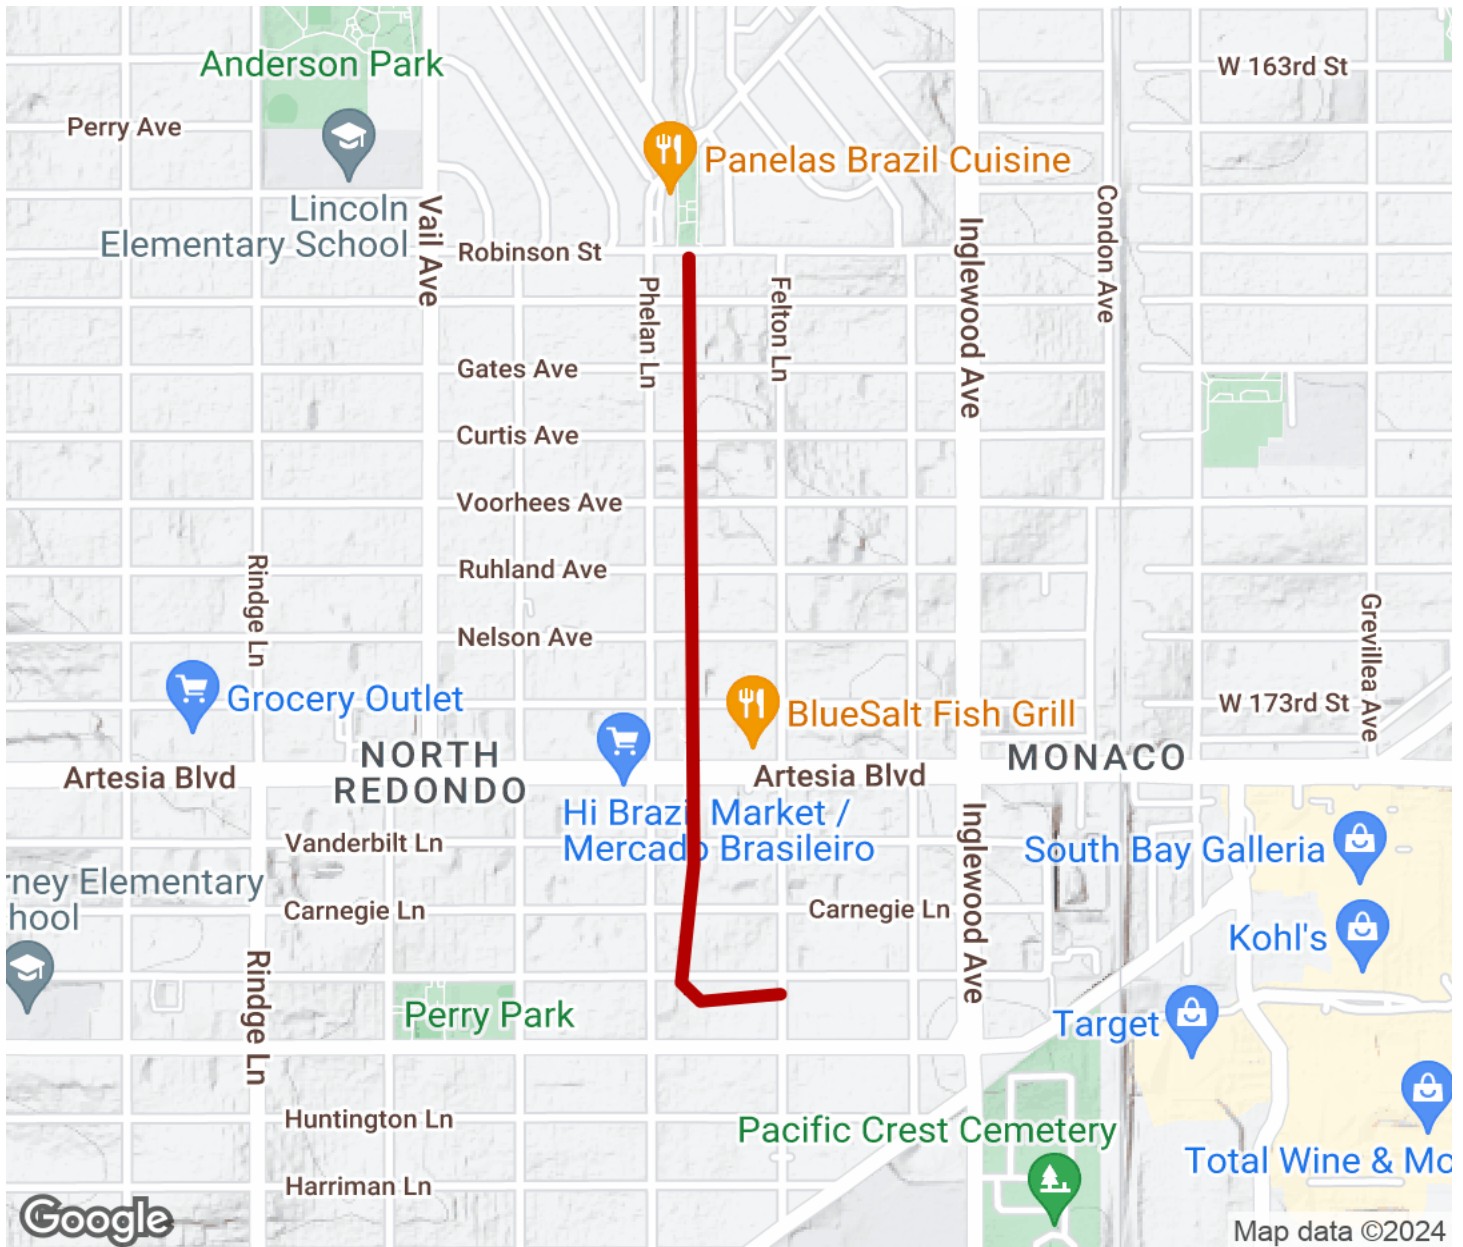 Anderson Park
W 163rd St
Perry Ave
Panelas Brazil Cuisine
Lincoln
Elementary School
Vail Ave
Condon Ave
Robinson St
Inglewood Ave
Phelan Ln
Felton Ln
Gates Ave
Curtis Ave
Voorhees Ave
Ruhland Ave
Rindge Ln
Nelson Ave
Grevillea Ave
Grocery Outlet
W 173rd St
BlueSalt Fish Grill
NORTH
REDONDO
MONACO
Artesia Blvd
Artesia Blvd
Hi Brazi Market /
Mercado Brasileiro
Inglewood Ave
Vanderbilt Ln
South Bay Galleria
rney Elementary
hool
Carnegie Ln
Carnegie Ln
Kohl's
Rindge Ln
Perry Park
Target
Huntington Ln
Pacific Crest Cemetery
Total Wine & Mo
Harriman Ln
Google
Map data ©2024